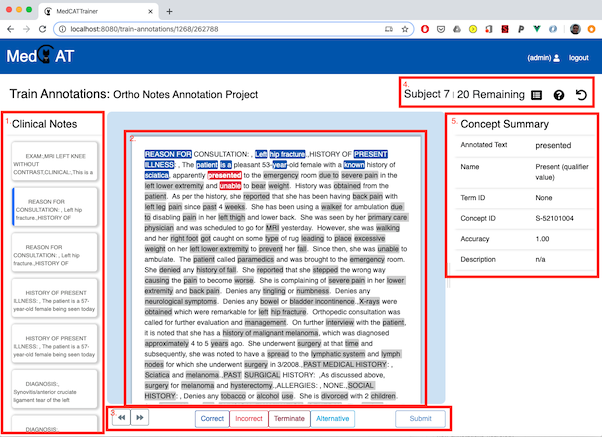 MedCATTrainer
localhost:8080/train-annotations/1268/262788
MedCAT
(admin)
logout
Train Annotations: Ortho Notes Annotation Project
4.
Subject 7 | 20 Remaining
1.
Clinical Notes
EXAM:,MRI LEFT KNEE
WITHOUT
CONTRAST,CLINICAL:,This is a
REASON FOR
CONSULTATION: , Left hip
fracture.,HISTORY OF
REASON FOR
CONSULTATION: , Left hip
fracture.,HISTORY OF
HISTORY OF PRESENT
ILLNESS: , The patient is a 57-
year-old female being seen today
HISTORY OF PRESENT
ILLNESS: , The patient is a 57-
year-old female being seen today
DIAGNOSIS:,
Synovitis/anterior cruciate
ligament tear of the left
DIAGNOSIS:,
2.
REASON FOR CONSULTATION: , Left hip fracture.,HISTORY OF PRESENT
ILLNESS: , The patient is a pleasant 53-year-old female with a known history of
sciatica, apparently presented to the emergency room due to severe pain in the
left lower extremity and unable to bear weight. History was obtained from the
patient. As per the history, she reported that she has been having back pain with
left leg pain since past 4 weeks. She has been using a walker for ambulation due
to disabling pain in her left thigh and lower back. She was seen by her primary care
physician and was scheduled to go for MRI yesterday. However, she was walking
and her right foot got caught on some type of rug leading to place excessive
weight on her left lower extremity to prevent her fall. Since then, she was unable to
ambulate. The patient called paramedics and was brought to the emergency room.
She denied any history of fall. She reported that she stepped the wrong way
causing the pain to become worse. She is complaining of severe pain in her lower
extremity and back pain. Denies any tingling or numbness. Denies any
neurological symptoms. Denies any bowel or bladder incontinence.,X-rays were
obtained which were remarkable for left hip fracture. Orthopedic consultation was
called for further evaluation and management. On further interview with the patient,
it is noted that she has a history of malignant melanoma, which was diagnosed
approximately 4 to 5 years ago. She underwent surgery at that time and
subsequently, she was noted to have a spread to the lymphatic system and lymph
nodes for which she underwent surgery in 3/2008.,PAST MEDICAL HISTORY: ,
Sciatica and melanoma.,PAST SURGICAL HISTORY: ,As discussed above,
surgery for melanoma and hysterectomy.,ALLERGIES: , NONE.,SOCIAL
HISTORY: , Denies any tobacco or alcohol use. She is divorced with 2 children.
3.
Correct
Incorrect
Terminate
Alternative
Submit
5.
Concept Summary
Annotated Text presented
Name Present (qualifier
value)
Term ID None
Concept ID S-52101004
Accuracy 1.00
Description n/a